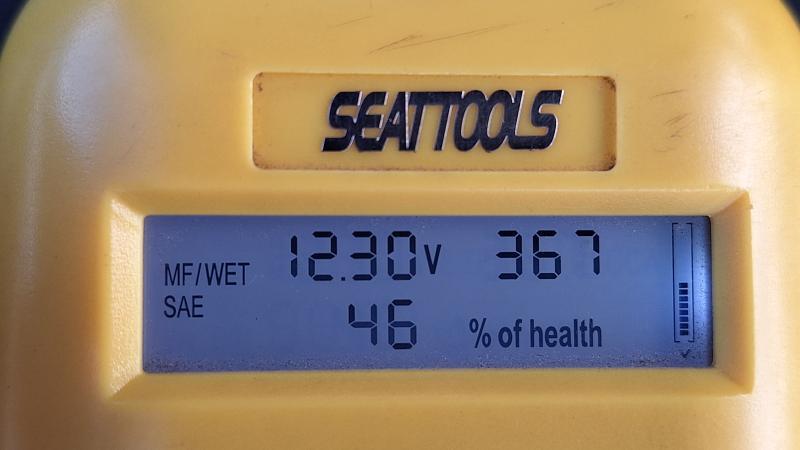 SEATTOOLS
MF/WET 12.30V 367
SAE 46 % of health